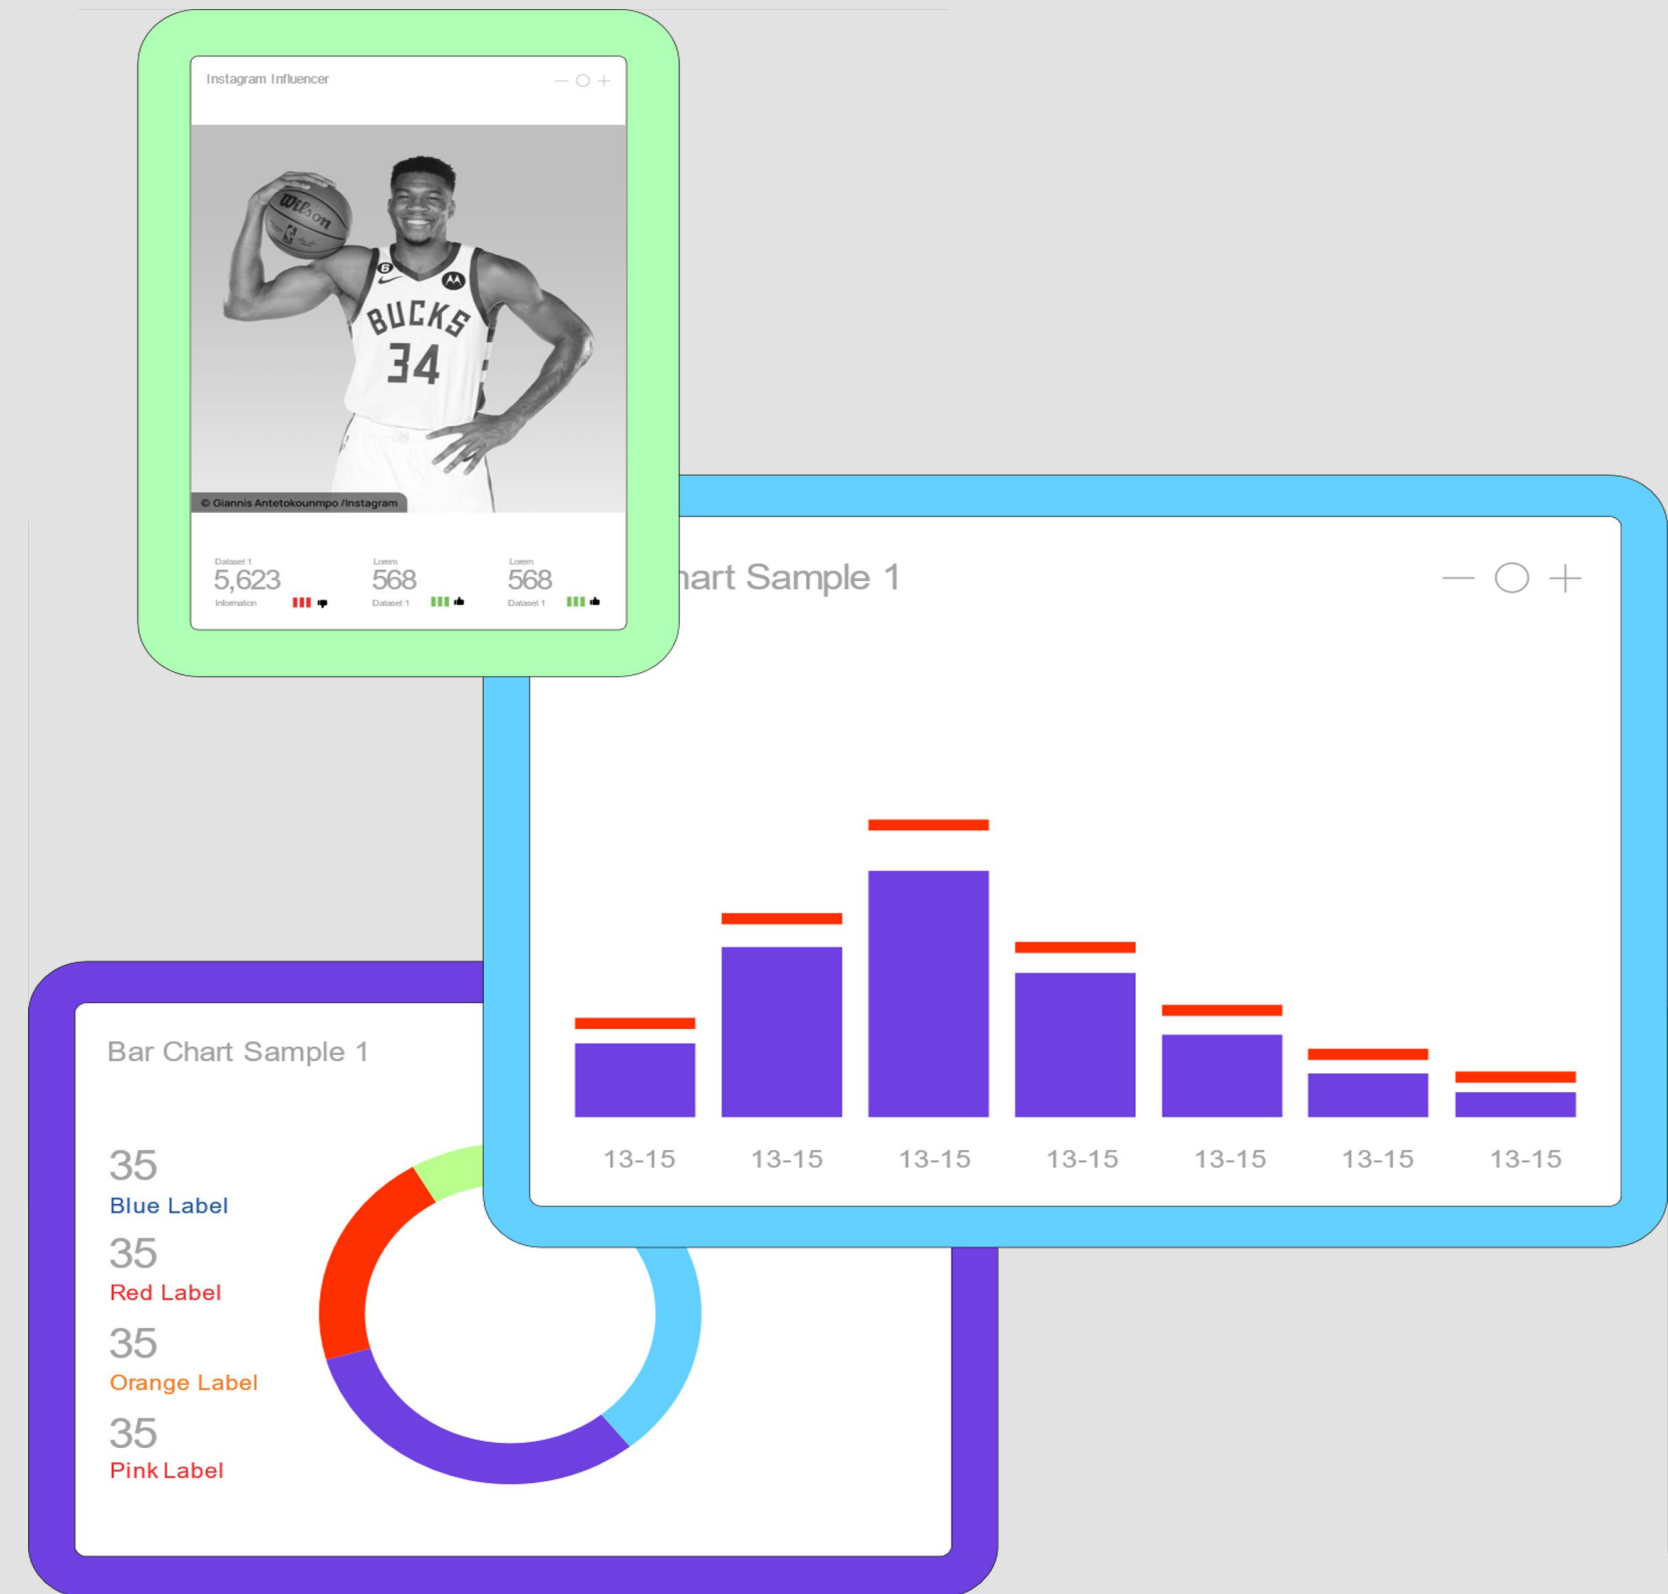 Instagram Influencer
Wilson
6
BUCKS
34
© Giannis Antetokounmpo /Instagram
Dataset 1
5,623
Information
Lorem
568
Dataset 1
Lorem
568
Dataset 1
hart Sample 1
13-15 13-15 13-15 13-15 13-15 13-15 13-15
Bar Chart Sample 1
35
Blue Label
35
Red Label
35
Orange Label
35
Pink Label